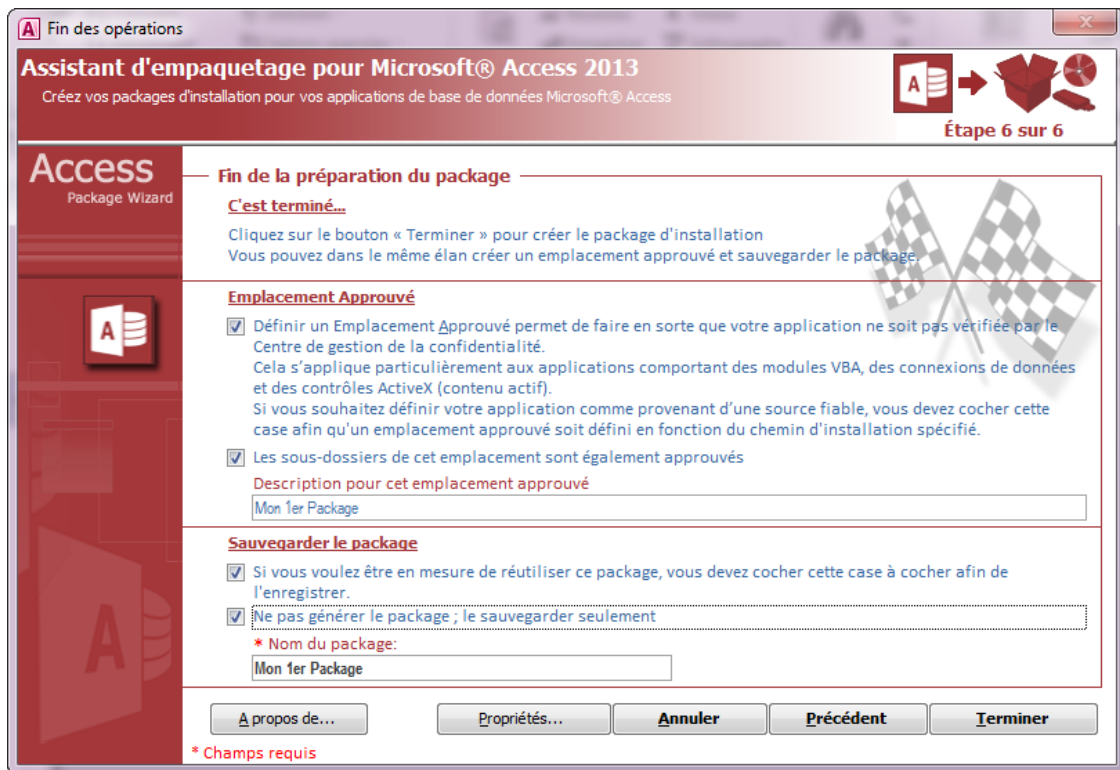 Fin des opérations
Assistant d'empaquetage pour Microsoft® Access 2013
Créez vos packages d'installation pour vos applications de base de données Microsoft® Access
A
Étape 6 sur 6
Access
Package Wizard
A
Fin de la préparation du package
C'est terminé...
Cliquez sur le bouton « Terminer » pour créer le package d'installation
Vous pouvez dans le même élan créer un emplacement approuvé et sauvegarder le package.
Emplacement Approuvé
Définir un Emplacement Approuvé permet de faire en sorte que votre application ne soit pas vérifiée par le
Centre de gestion de la confidentialité.
Cela s’applique particulièrement aux applications comportant des modules VBA, des connexions de données
et des contrôles ActiveX (contenu actif).
Si vous souhaitez définir votre application comme provenant d’une source fiable, vous devez cocher cette
case afin qu'un emplacement approuvé soit défini en fonction du chemin d'installation spécifié.
Les sous-dossiers de cet emplacement sont également approuvés
Description pour cet emplacement approuvé
Mon 1er Package
Sauvegarder le package
Si vous voulez être en mesure de réutiliser ce package, vous devez cocher cette case à cocher afin de
l'enregistrer.
Ne pas générer le package ; le sauvegarder seulement
* Nom du package:
Mon 1er Package
A propos de...
Propriétés...
Annuler
Précédent
Terminer
* Champs requis